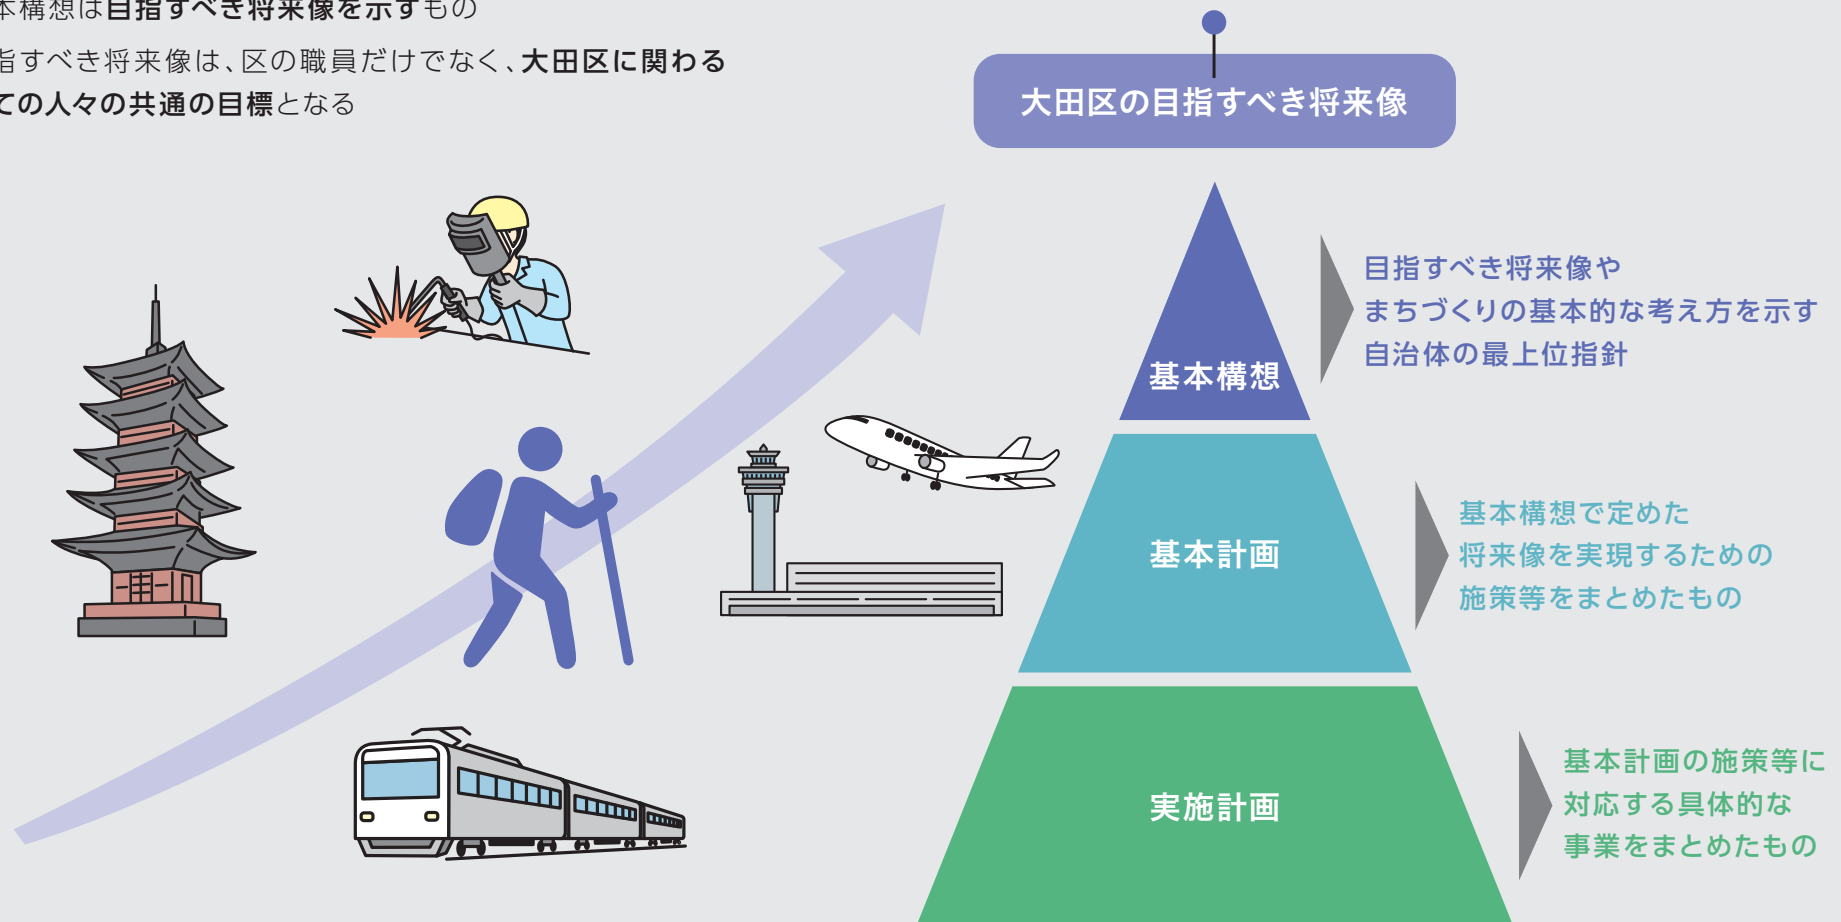 本構想は目指すべき将来像を示すもの
指すべき将来像は、区の職員だけでなく、大田区に関わる
ての人々の共通の目標となる
大田区の目指すべき将来像
基本構想
目指すべき将来像や
まちづくりの基本的な考え方を示す
自治体の最上位指針
基本計画
基本構想で定めた
将来像を実現するための
施策等をまとめたもの
実施計画
基本計画の施策等に
対応する具体的な
事業をまとめたもの